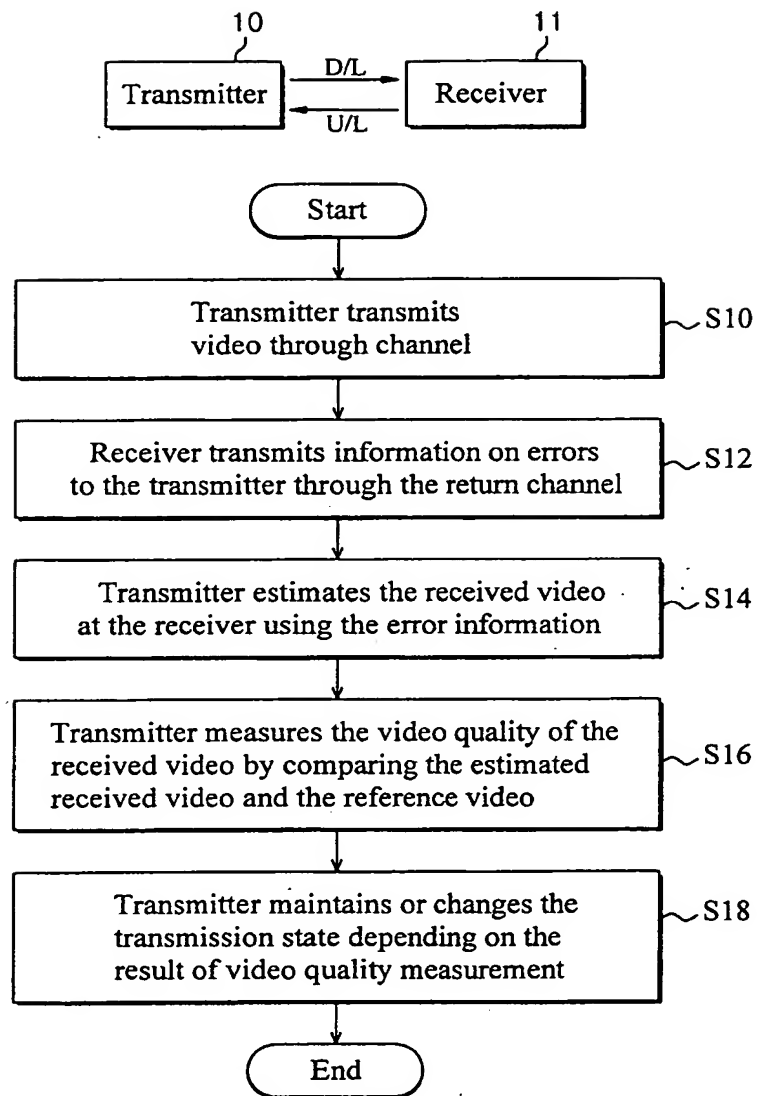 10
11
Transmitter
D/L
U/L
Receiver
Start
Transmitter transmits
video through channel
S10
Receiver transmits information on errors
to the transmitter through the return channel
S12
Transmitter estimates the received video
at the receiver using the error information
S14
Transmitter measures the video quality of the
received video by comparing the estimated
received video and the reference video
S16
Transmitter maintains or changes the
transmission state depending on the
result of video quality measurement
S18
End